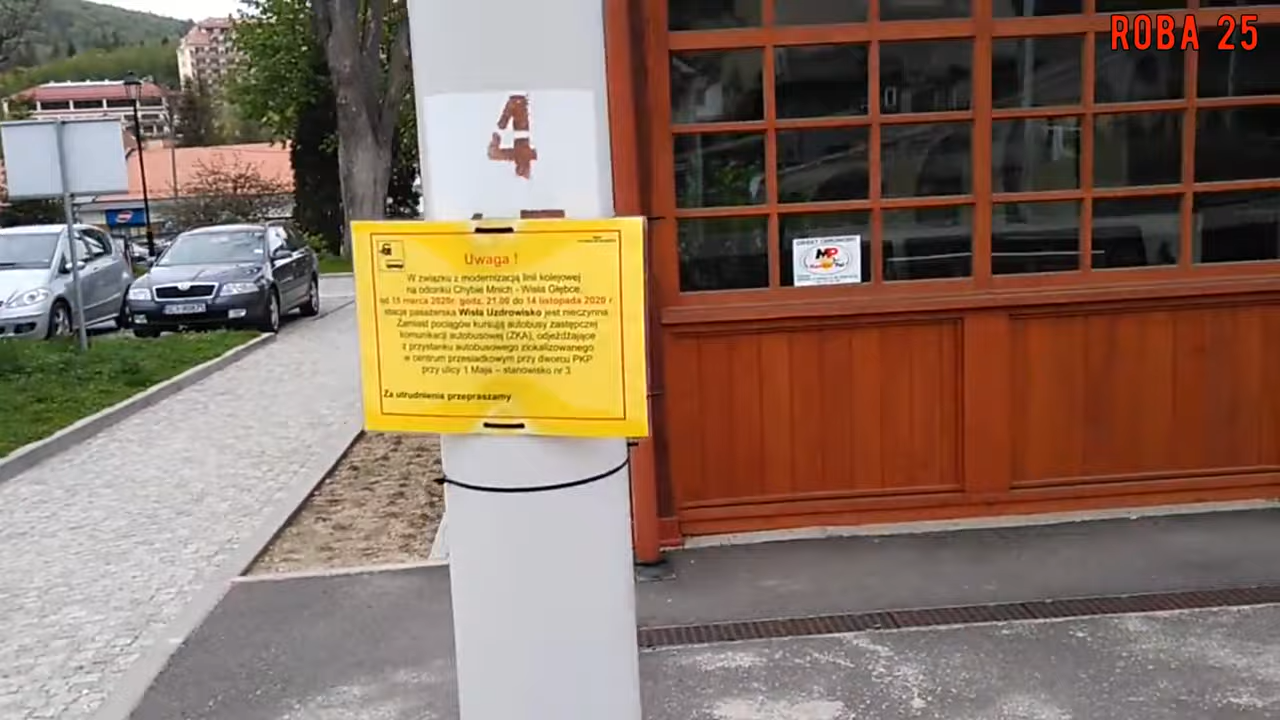 ROBA 25
4
Uwaga !
W związku z modernizacją linii kolejowej
na odcinku Chybie Mnich - Wisła Głębce,
od 15 marca 2020r. godz. 21.00 do 14 listopada 2020 r
stacja pasażerska Wisła Uzdrowisko jest nieczynna.
Zamiast pociągów kursują autobusy zastępczej
komunikacji autobusowej (ZKA), odjeżdżające
z przystanku autobusowego zlokalizowanego
w centrum przesiadkowym przy dworcu PKP
przy ulicy 1 Maja – stanowisko nr 3.
Za utrudnienia przepraszamy
OBIEKT CHRONIONY
MP